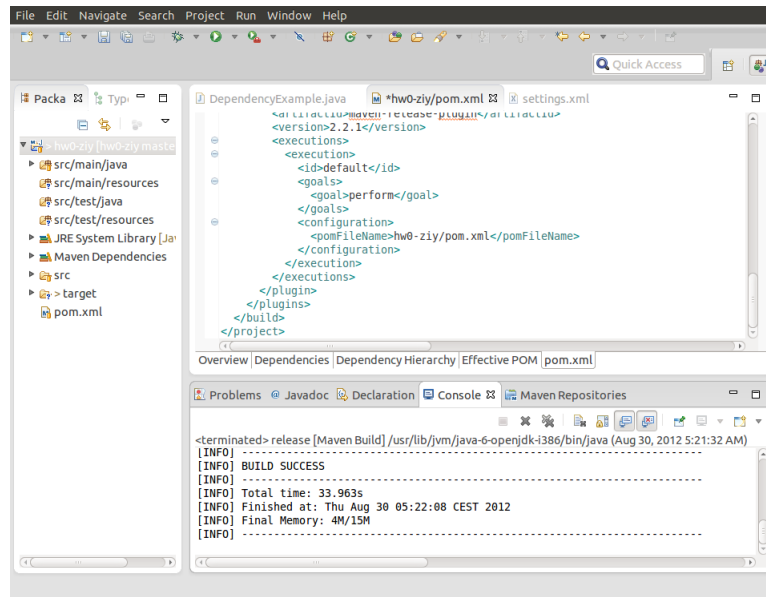 File Edit Navigate Search Project Run Window Help
Quick Access
Packa Typ
> hw0-ziy [hw0-ziy maste
src/main/java
src/main/resources
src/test/java
src/test/resources
JRE System Library [Ja
Maven Dependencies
src
> target
pom.xml
DependencyExample.java *hw0-ziy/pom.xml settings.xml
<artifactId>maven-release-plugin</artifactId>
<version>2.2.1</version>
<executions>
<execution>
<id>default</id>
<goals>
<goal>perform</goal>
</goals>
<configuration>
<pomFileName>hw0-ziy/pom.xml</pomFileName>
</configuration>
</execution>
</executions>
</plugin>
</plugins>
</build>
</project>
Overview Dependencies Dependency Hierarchy Effective POM pom.xml
Problems Javadoc Declaration Console Maven Repositories
<terminated> release [Maven Build] /usr/lib/jvm/java-6-openjdk-i386/bin/java (Aug 30, 2012 5:21:32 AM)
[INFO] ------------------------------------------------------------------------
[INFO] BUILD SUCCESS
[INFO] ------------------------------------------------------------------------
[INFO] Total time: 33.963s
[INFO] Finished at: Thu Aug 30 05:22:08 CEST 2012
[INFO] Final Memory: 4M/15M
[INFO] ------------------------------------------------------------------------